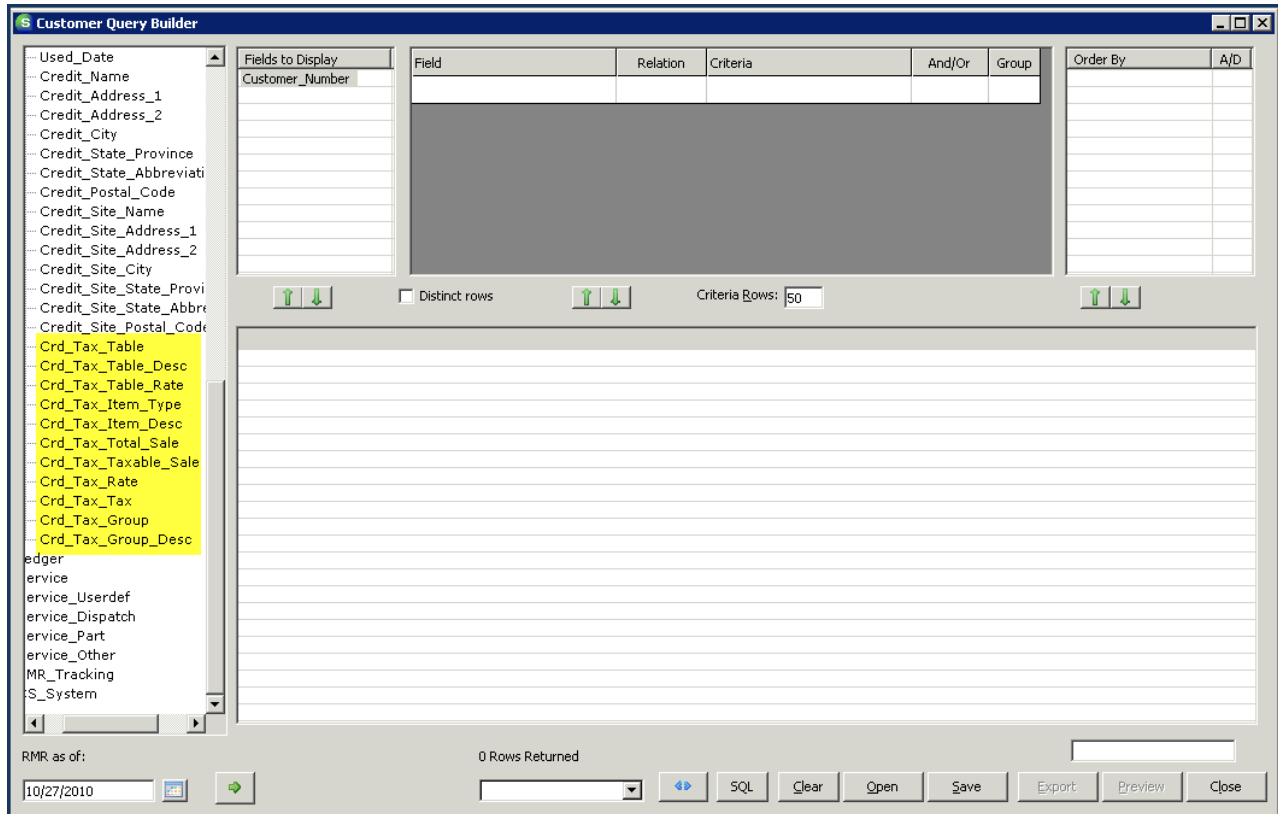 S Customer Query Builder
Used_Date
Credit_Name
Credit_Address_1
Credit_Address_2
Credit_City
Credit_State_Province
Credit_State_Abbreviati
Credit_Postal_Code
Credit_Site_Name
Credit_Site_Address_1
Credit_Site_Address_2
Credit_Site_City
Credit_Site_State_Provi
Credit_Site_State_Abbre
Credit_Site_Postal_Code
Crd_Tax_Table
Crd_Tax_Table_Desc
Crd_Tax_Table_Rate
Crd_Tax_Item_Type
Crd_Tax_Item_Desc
Crd_Tax_Total_Sale
Crd_Tax_Taxable_Sale
Crd_Tax_Rate
Crd_Tax_Tax
Crd_Tax_Group
Crd_Tax_Group_Desc
edger
ervice
ervice_Userdef
ervice_Dispatch
ervice_Part
ervice_Other
MR_Tracking
S_System
Fields to Display
Customer_Number
Field Relation Criteria And/Or Group
Order By A/D
Distinct rows
Criteria Rows: 50
RMR as of:
10/27/2010
0 Rows Returned
SQL Clear Open Save Export Preview Close